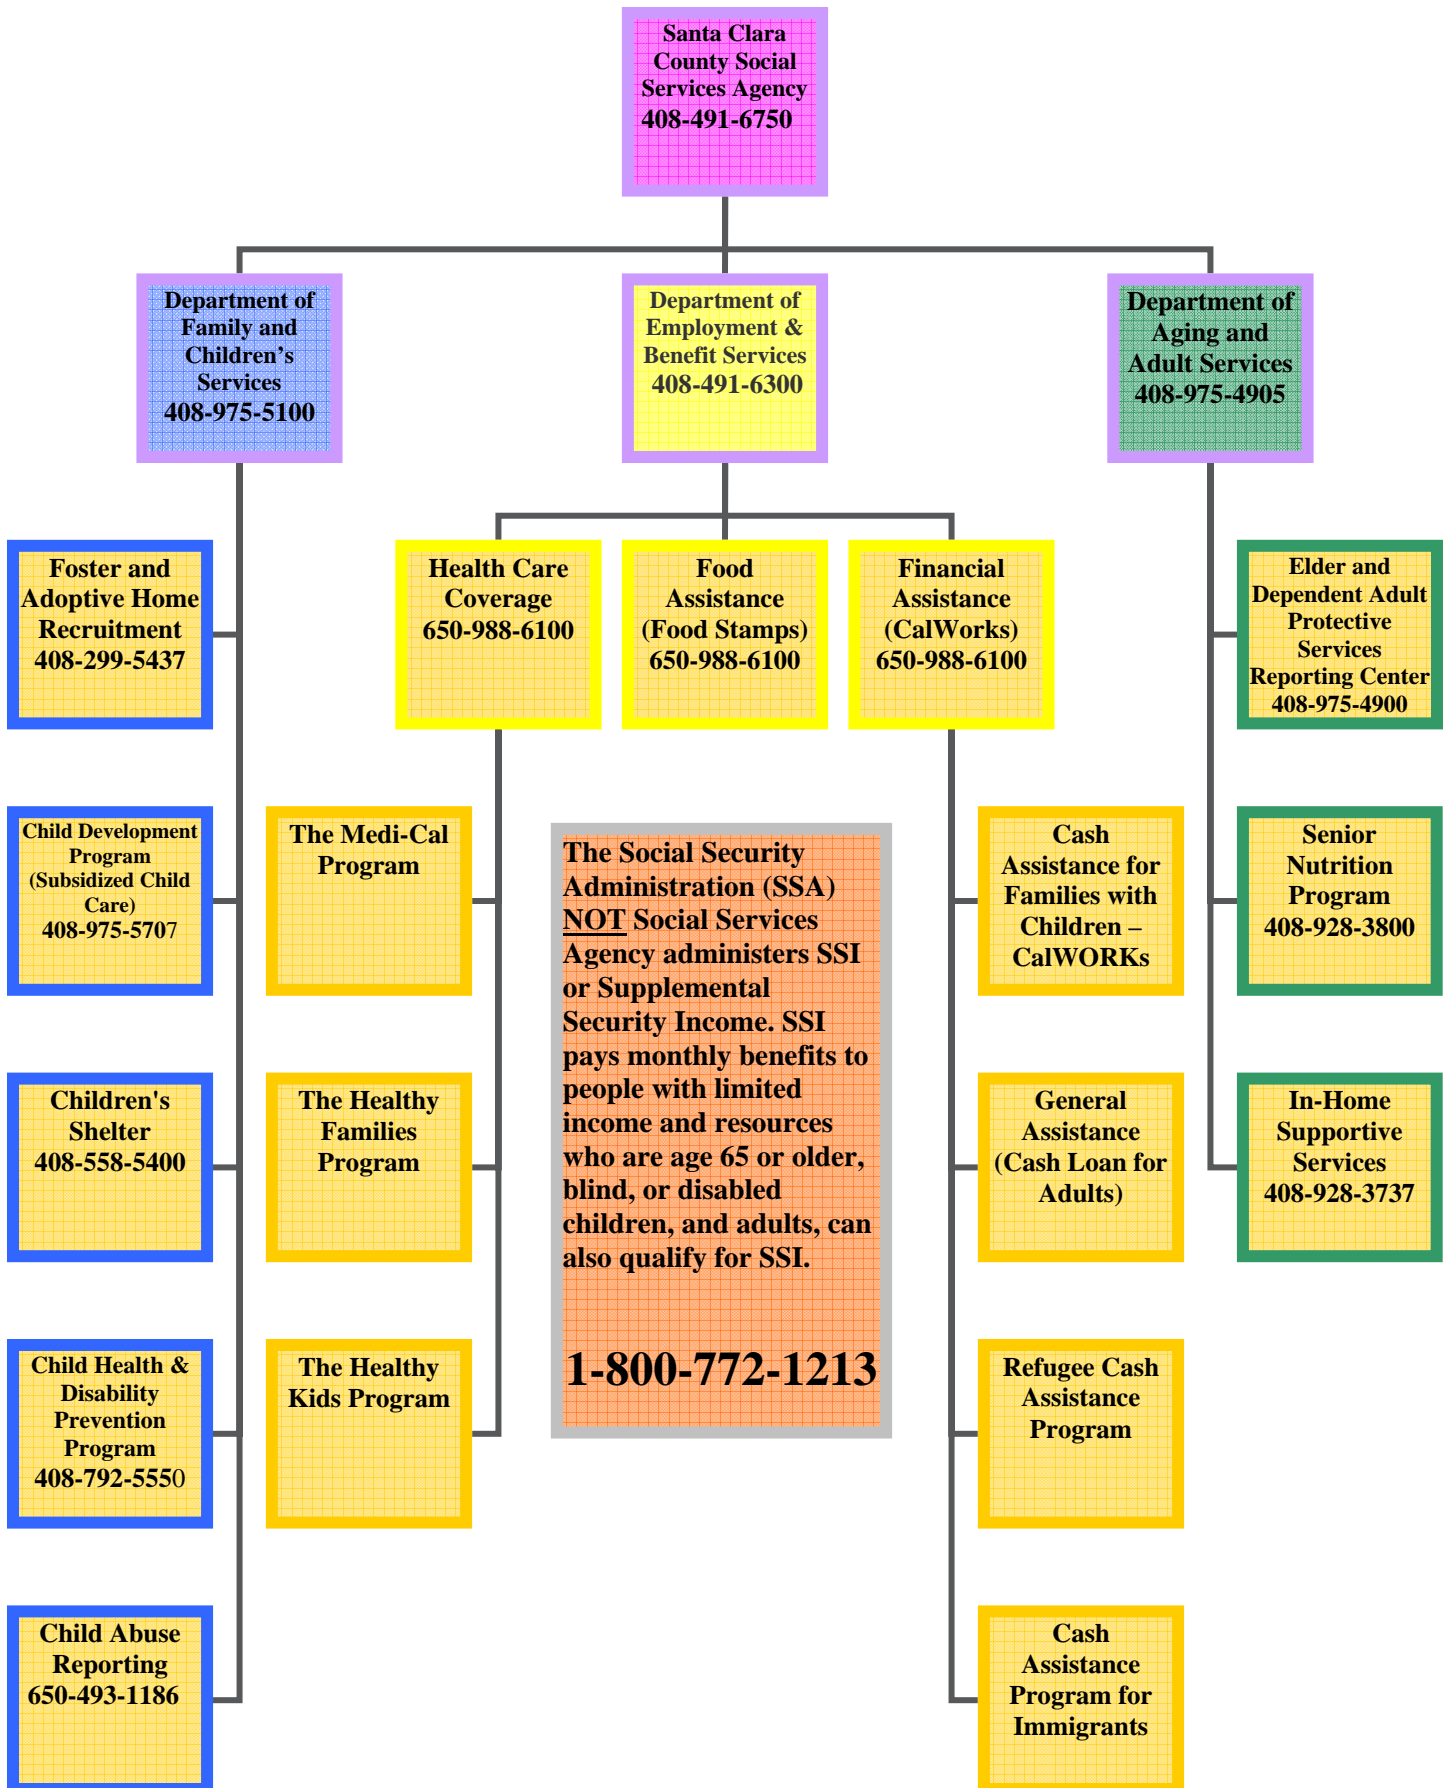 Santa Clara
County Social
Services Agency
408-491-6750
Department of
Family and
Children’s
Services
408-975-5100
Department of
Employment &
Benefit Services
408-491-6300
Department of
Aging and
Adult Services
408-975-4905
Foster and
Adoptive Home
Recruitment
408-299-5437
Health Care
Coverage
650-988-6100
Food
Assistance
(Food Stamps)
650-988-6100
Financial
Assistance
(CalWorks)
650-988-6100
Elder and
Dependent Adult
Protective
Services
Reporting Center
408-975-4900
Child Development
Program
(Subsidized Child
Care)
408-975-5707
The Medi-Cal
Program
The Social Security
Administration (SSA)
NOT Social Services
Agency administers SSI
or Supplemental
Security Income. SSI
pays monthly benefits to
people with limited
income and resources
who are age 65 or older,
blind, or disabled
children, and adults, can
also qualify for SSI.
1-800-772-1213
Cash
Assistance for
Families with
Children –
CalWORKs
Senior
Nutrition
Program
408-928-3800
Children's
Shelter
408-558-5400
The Healthy
Families
Program
General
Assistance
(Cash Loan for
Adults)
In-Home
Supportive
Services
408-928-3737
Child Health &
Disability
Prevention
Program
408-792-5550
The Healthy
Kids Program
Refugee Cash
Assistance
Program
Child Abuse
Reporting
650-493-1186
Cash
Assistance
Program for
Immigrants